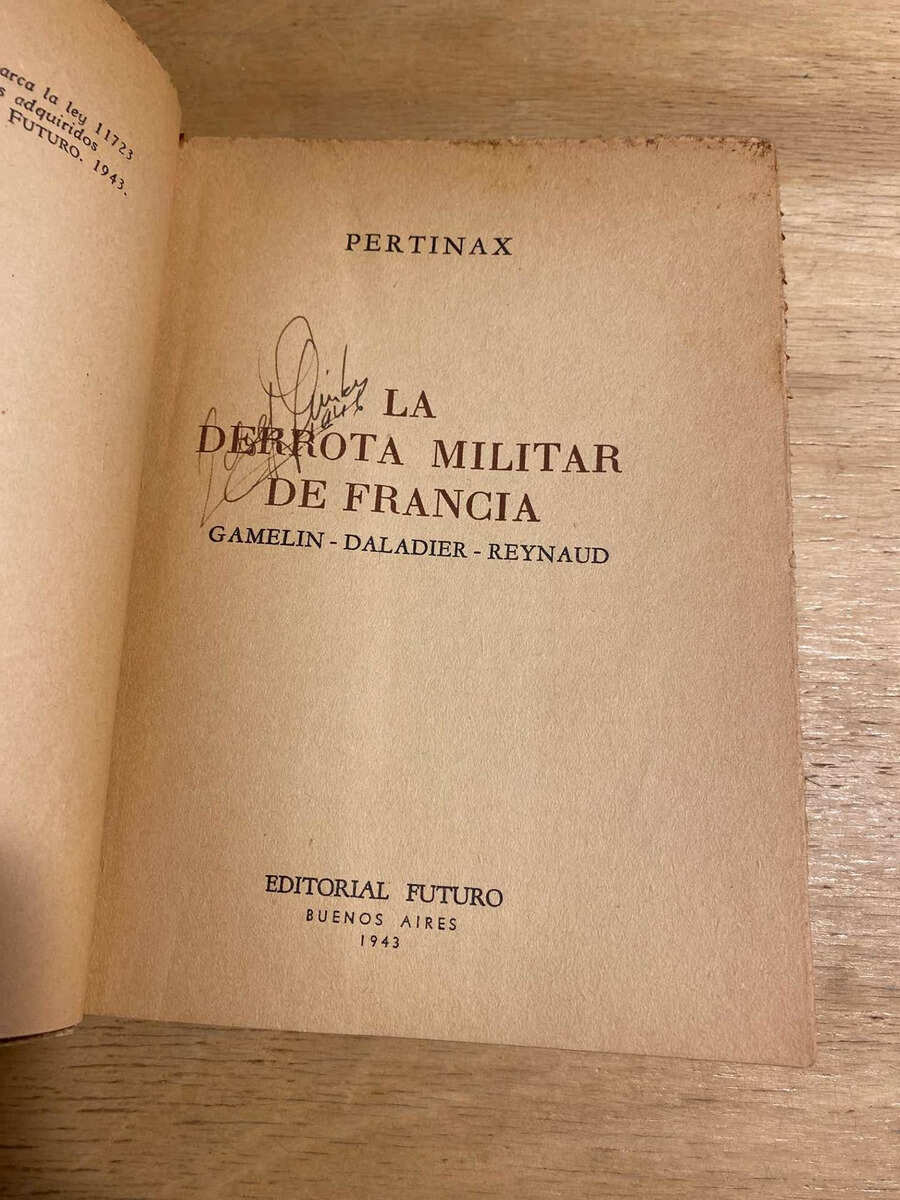 arca la ley 11723
s adquiridos
FUTURO. 1943.
PERTINAX
LA
DERROTA MILITAR
DE FRANCIA
GAMELIN - DALADIER - REYNAUD
EDITORIAL FUTURO
BUENOS AIRES
1943